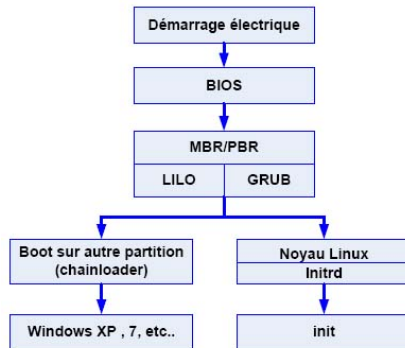 Démarrage électrique
BIOS
MBR/PBR
LILO
GRUB
Boot sur autre partition
(chainloader)
Noyau Linux
Initrd
Windows XP , 7, etc..
init